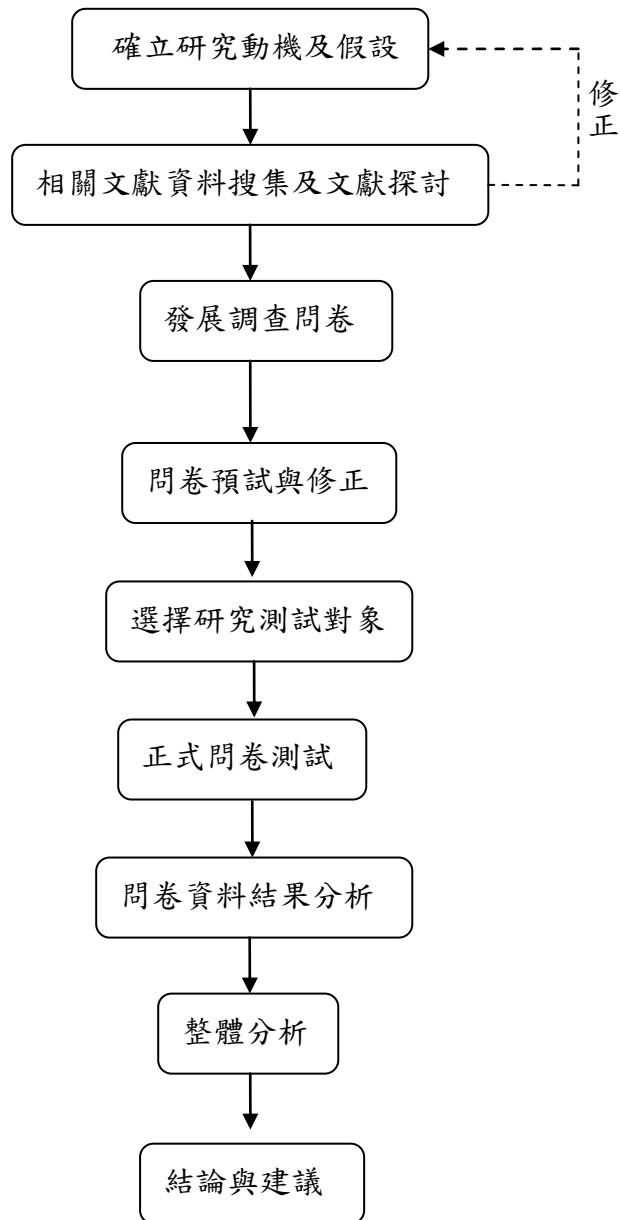 確立研究動機及假設
修正
相關文獻資料搜集及文獻探討
發展調查問卷
問卷預試與修正
選擇研究測試對象
正式問卷測試
問卷資料結果分析
整體分析
結論與建議